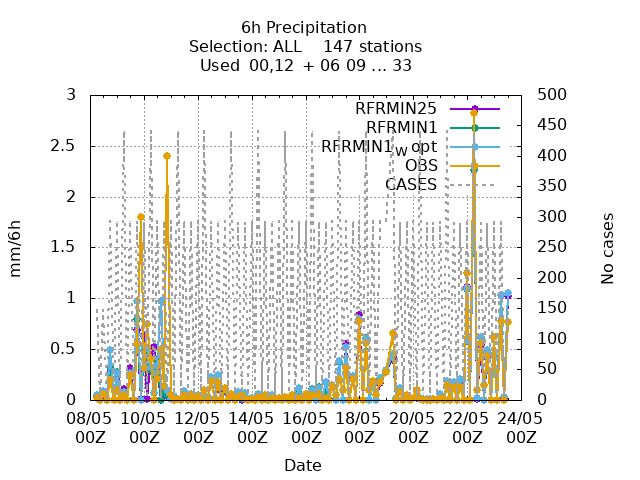 6h Precipitation
Selection: ALL 147 stations
Used 00,12 + 06 09 ... 33
3
2.5
2
1.5
1
0.5
0
mm/6h
500
450
400
350
300
250
200
150
100
50
0
No cases
RFRMIN25
RFRMIN1
RFRMIN1_w opt
OBS
CASES
08/05 10/05 12/05 14/05 16/05 18/05 20/05 22/05 24/05
00Z 00Z 00Z 00Z 00Z 00Z 00Z 00Z 00Z
Date